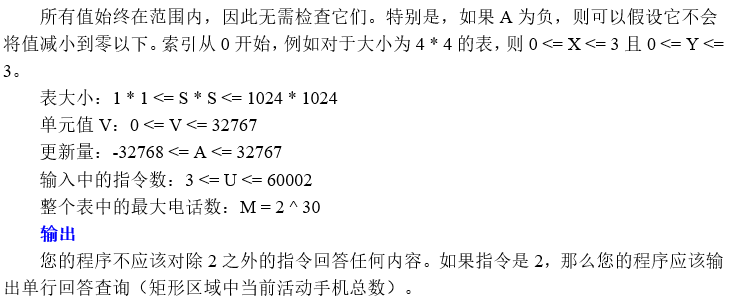 所有值始终在范围内，因此无需检查它们。特别是，如果 A 为负，则可以假设它不会
将值减小到零以下。索引从 0 开始，例如对于大小为 4 * 4 的表，则 0 <= X <= 3 且 0 <= Y <=
3。
表大小：1 * 1 <= S * S <= 1024 * 1024
单元值 V：0 <= V <= 32767
更新量：-32768 <= A <= 32767
输入中的指令数：3 <= U <= 60002
整个表中的最大电话数：M = 2 ^ 30
输出
您的程序不应该对除 2 之外的指令回答任何内容。如果指令是 2，那么您的程序应该输
出单行回答查询（矩形区域中当前活动手机总数）。